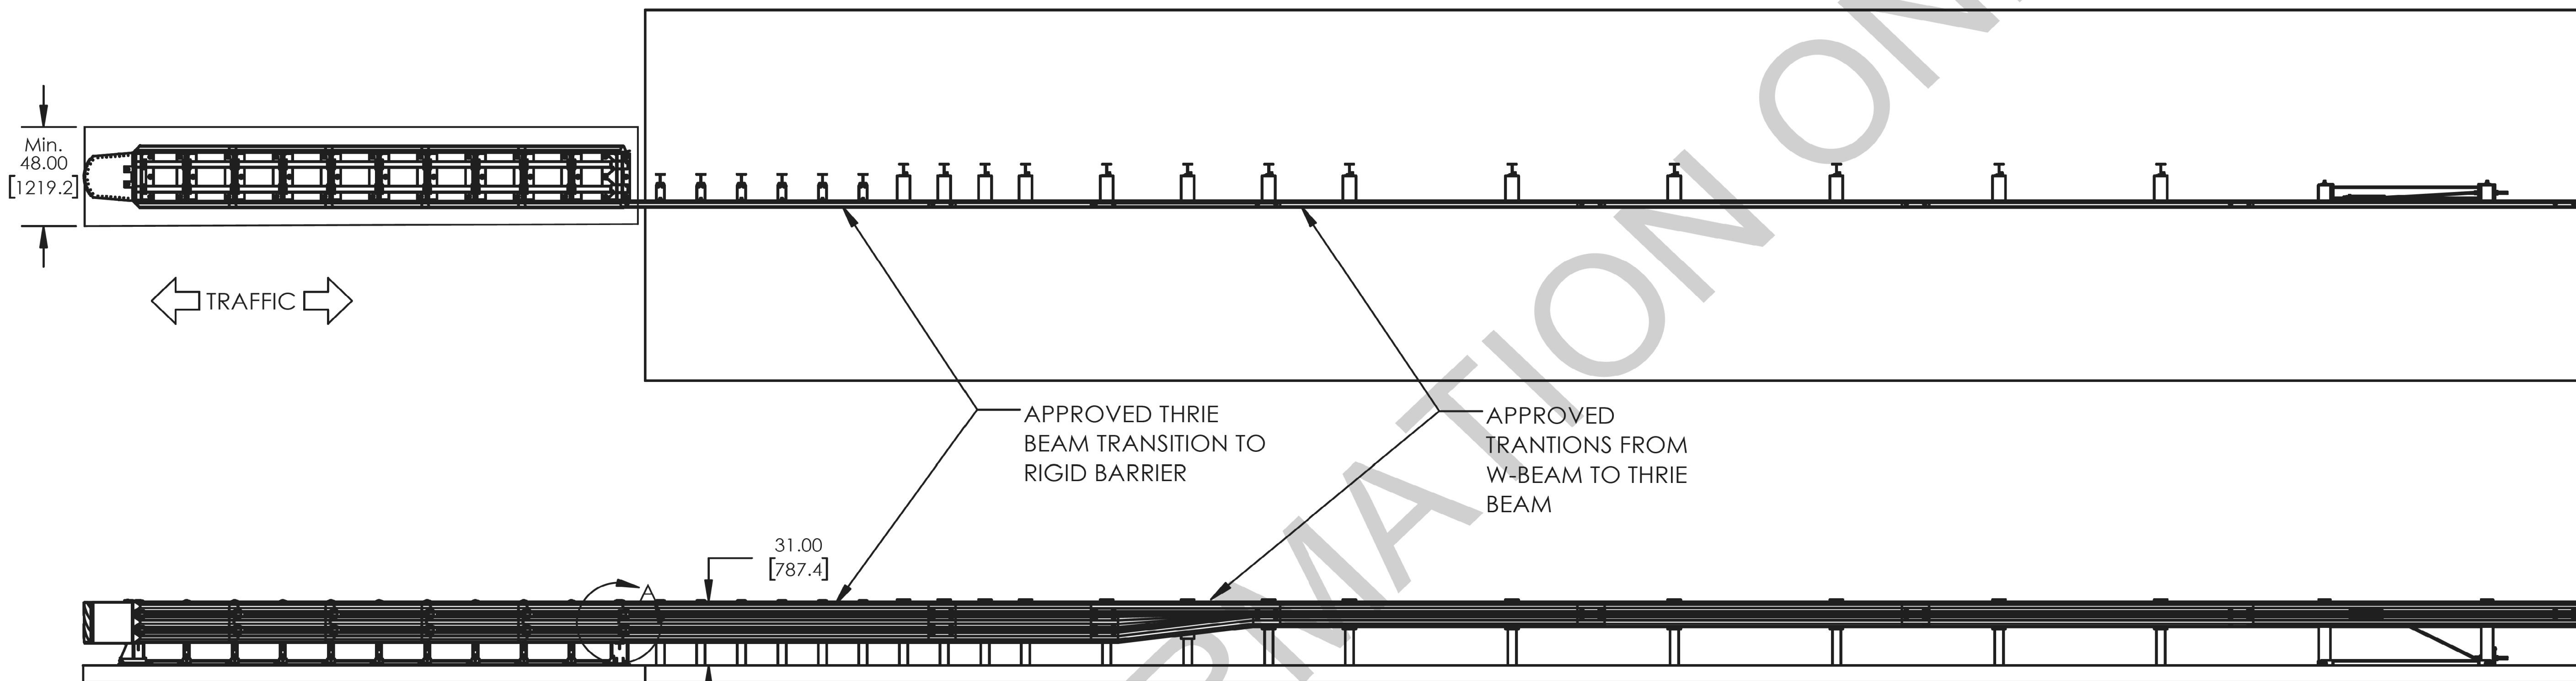 Min.
48.00
[1219.2]
TRAFFIC
APPROVED THRIE
BEAM TRANSITION TO
RIGID BARRIER
APPROVED
TRANTIONS FROM
W-BEAM TO THRIE
BEAM
31.00
[787.4]
A
RMATION ON